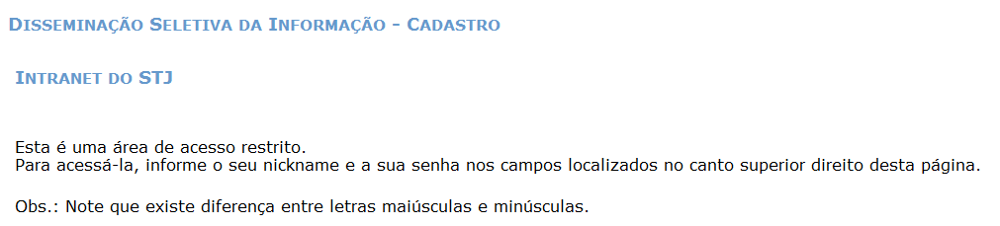 Disseminação Seletiva da Informação - Cadastro
Intranet do STJ
Esta é uma área de acesso restrito.
Para acessá-la, informe o seu nickname e a sua senha nos campos localizados no canto superior direito desta página.
Obs.: Note que existe diferença entre letras maiúsculas e minúsculas.